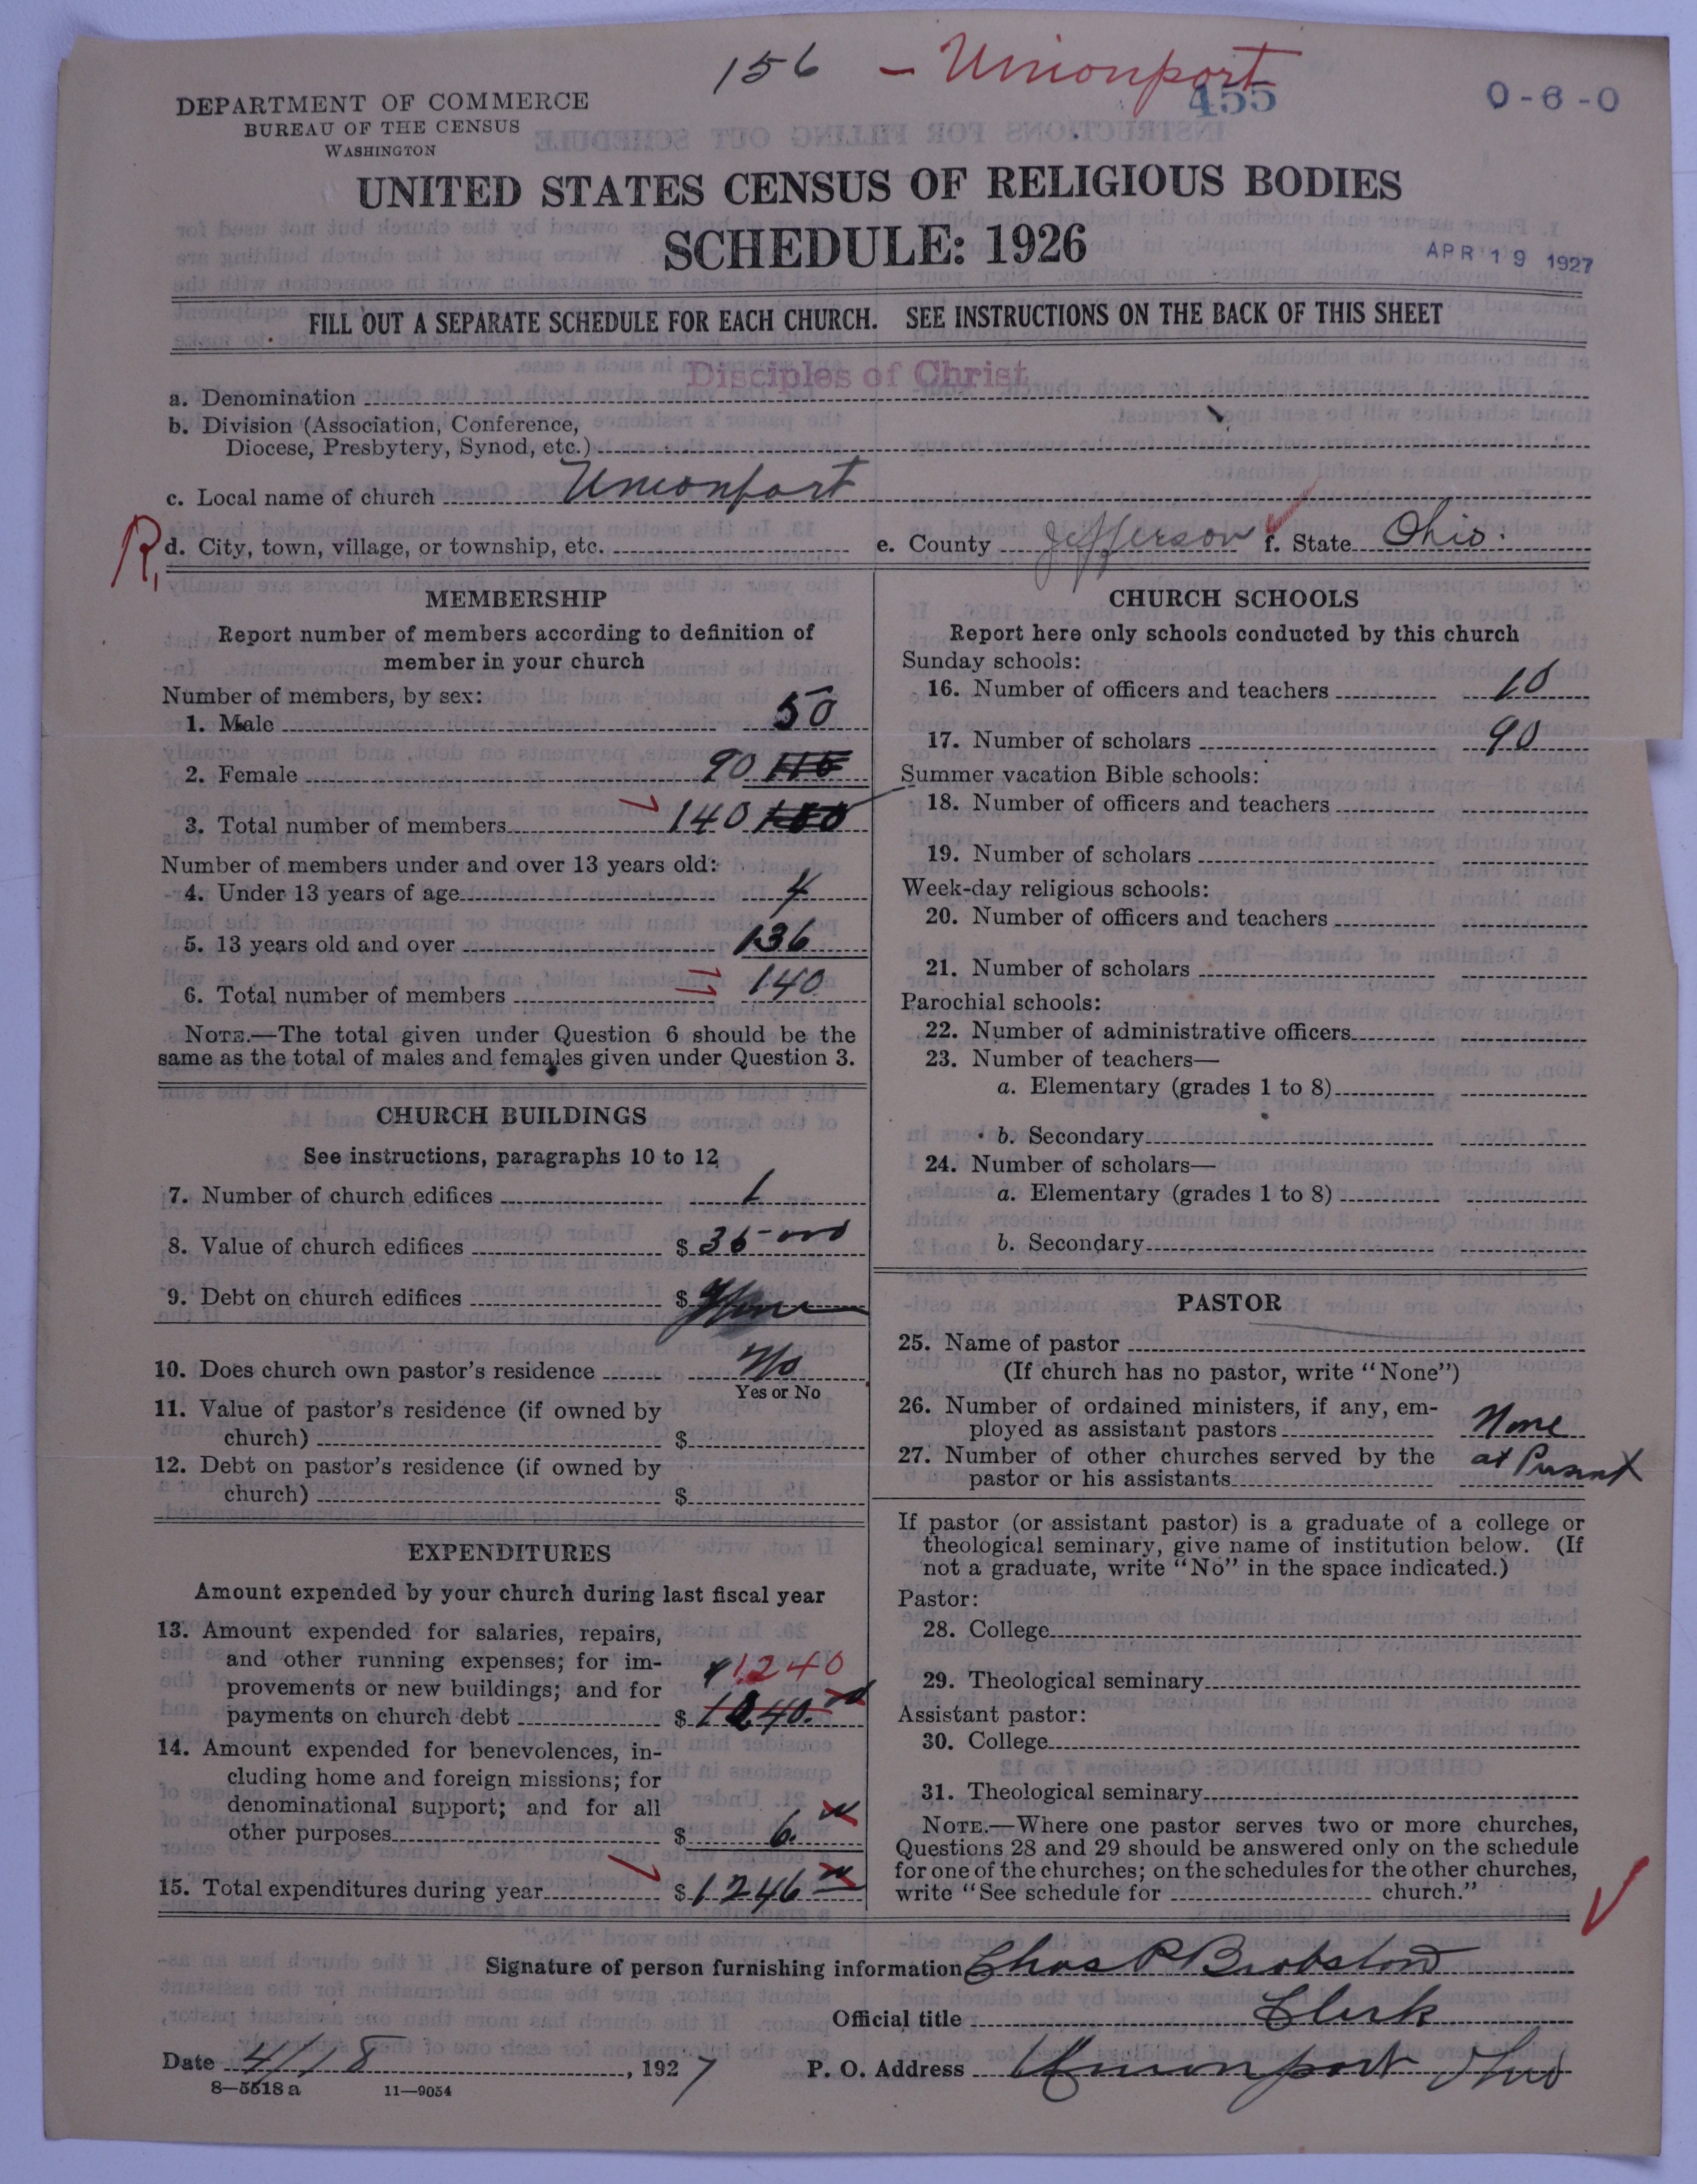 156 – Unionport
455
0-6-0
DEPARTMENT OF COMMERCE
BUREAU OF THE CENSUS
WASHINGTON
UNITED STATES CENSUS OF RELIGIOUS BODIES
SCHEDULE: 1926
APR 19 1927
FILL OUT A SEPARATE SCHEDULE FOR EACH CHURCH. SEE INSTRUCTIONS ON THE BACK OF THIS SHEET
Disciples of Christ
a. Denomination
b. Division (Association, Conference,
Diocese, Presbytery, Synod, etc.)
c. Local name of church Unionport
R, d. City, town, village, or township, etc. e. County Jefferson f. State Ohio.
MEMBERSHIP
Report number of members according to definition of
member in your church
Number of members, by sex:
1. Male 50
2. Female 90
3. Total number of members 140
Number of members under and over 13 years old:
4. Under 13 years of age 4
5. 13 years old and over 136
6. Total number of members 140
NOTE.—The total given under Question 6 should be the
same as the total of males and females given under Question 3.
CHURCH BUILDINGS
See instructions, paragraphs 10 to 12
7. Number of church edifices 1
8. Value of church edifices $
9. Debt on church edifices $ None
10. Does church own pastor's residence No
Yes or No
11. Value of pastor's residence (if owned by
church) $
12. Debt on pastor's residence (if owned by
church) $
EXPENDITURES
Amount expended by your church during last fiscal year
13. Amount expended for salaries, repairs,
and other running expenses; for im-
provements or new buildings; and for
1240
payments on church debt $ 1240.00
14. Amount expended for benevolences, in-
cluding home and foreign missions; for
denominational support; and for all
other purposes $ 6.
15. Total expenditures during year $ 1246
CHURCH SCHOOLS
Report here only schools conducted by this church
Sunday schools:
16. Number of officers and teachers 10
17. Number of scholars 90
Summer vacation Bible schools:
18. Number of officers and teachers
19. Number of scholars
Week-day religious schools:
20. Number of officers and teachers
21. Number of scholars
Parochial schools:
22. Number of administrative officers
23. Number of teachers—
a. Elementary (grades 1 to 8)
b. Secondary
24. Number of scholars—
a. Elementary (grades 1 to 8)
b. Secondary
PASTOR
25. Name of pastor
(If church has no pastor, write "None")
26. Number of ordained ministers, if any, em-
ployed as assistant pastors None
27. Number of other churches served by the at Present
pastor or his assistants
If pastor (or assistant pastor) is a graduate of a college or
theological seminary, give name of institution below. (If
not a graduate, write "No" in the space indicated.)
Pastor:
28. College
29. Theological seminary
Assistant pastor:
30. College
31. Theological seminary
NOTE.—Where one pastor serves two or more churches,
Questions 28 and 29 should be answered only on the schedule
for one of the churches; on the schedules for the other churches,
write "See schedule for church."
Signature of person furnishing information Chas P Brobston
Official title Clerk
Date 4/18, 1927 P. O. Address Unionport Ohio
8—5518 a 11—9054